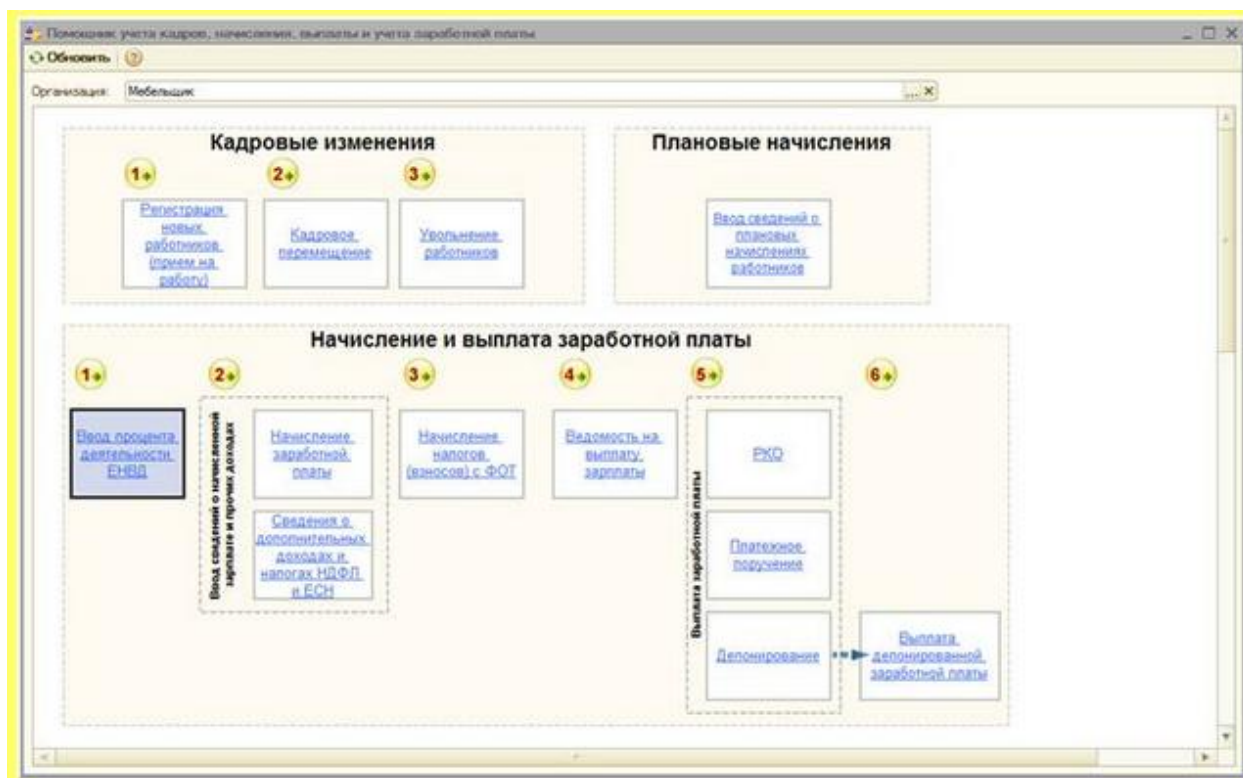 Помощник учета кадров, начисления, выплаты и учета заработной платы
Обновить
Организация: Мебельщик
Кадровые изменения
1
2
3
Регистрация
новых
работников
(прием на
работу)
Кадровое
перемещение
Увольнение
работников
Плановые начисления
Ввод сведений о
плановых
начислениях
работников
Начисление и выплата заработной платы
1
2
3
4
5
6
Ввод процента
деятельности
ЕНВД
Ввод сведений о начисленной
зарплате и прочих доходах
Начисление
заработной
платы
Сведения о
дополнительных
доходах и
налогах НДФЛ
и ЕСН
Начисление
налогов
(взносов) с ФОТ
Ведомость на
выплату
зарплаты
Выплата заработной платы
РКО
Платежное
поручение
Депонирование
Выплата
депонированной
заработной платы